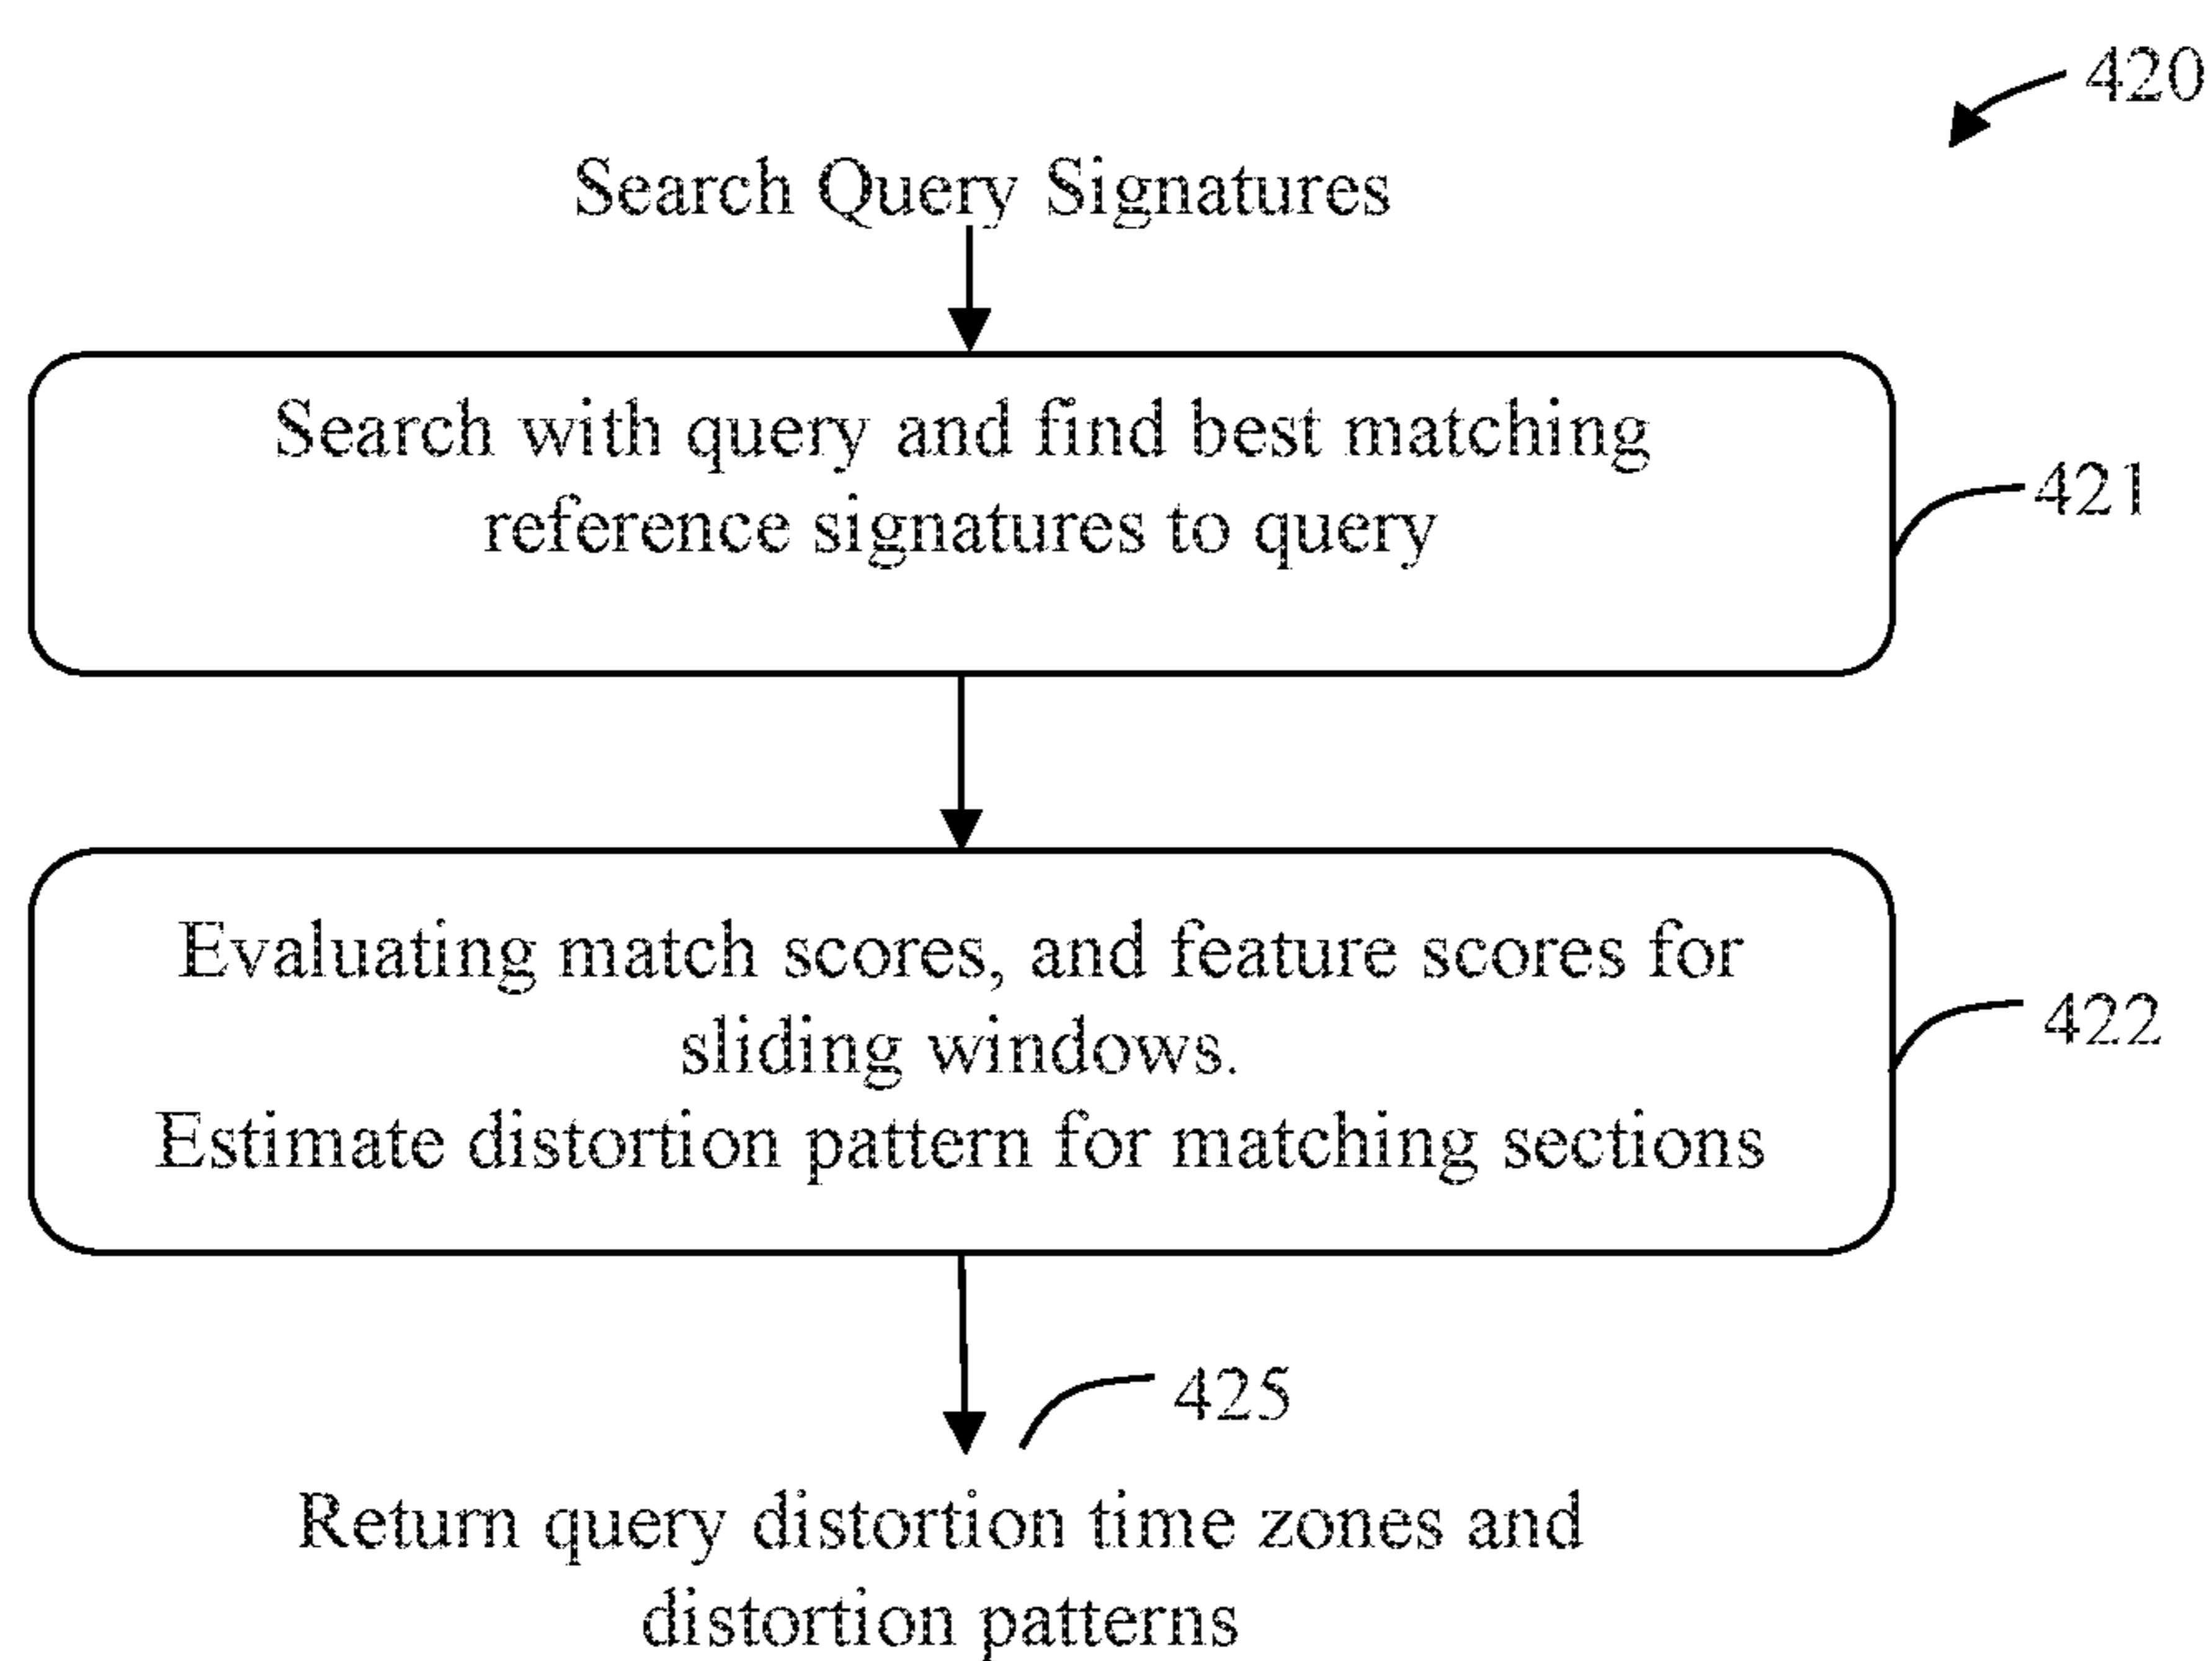 420
Search Query Signatures
Search with query and find best matching
reference signatures to query
421
Evaluating match scores, and feature scores for
sliding windows.
Estimate distortion pattern for matching sections
422
425
Return query distortion time zones and
distortion patterns